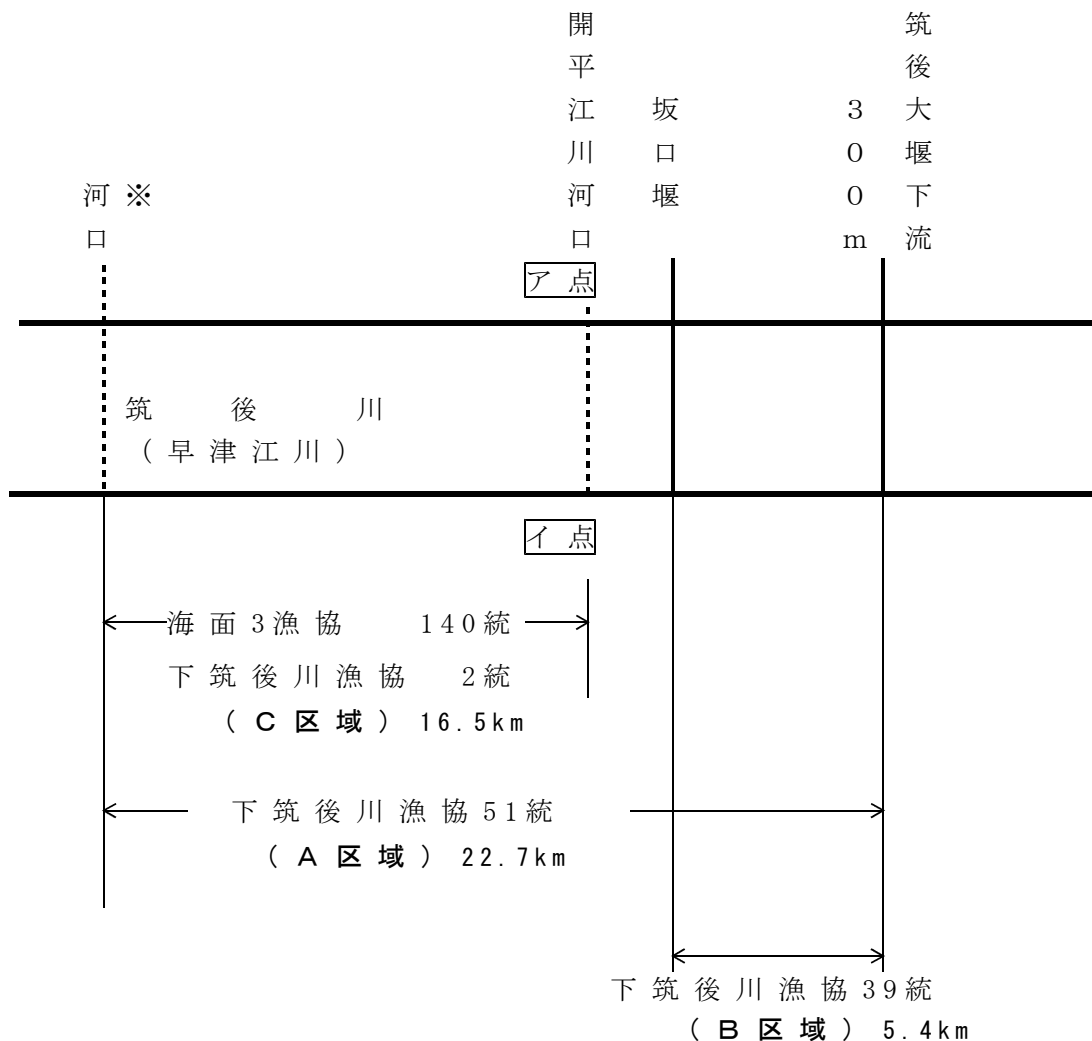 河口
※
開平江川河口
坂口堰
筑後大堰下流
３００ｍ
ア点
筑後川
(早津江川)
イ点
海面3漁協 140統
下筑後川漁協 2統
(C区域) 16.5km
下筑後川漁協51統
(A区域) 22.7km
下筑後川漁協39統
(B区域) 5.4km